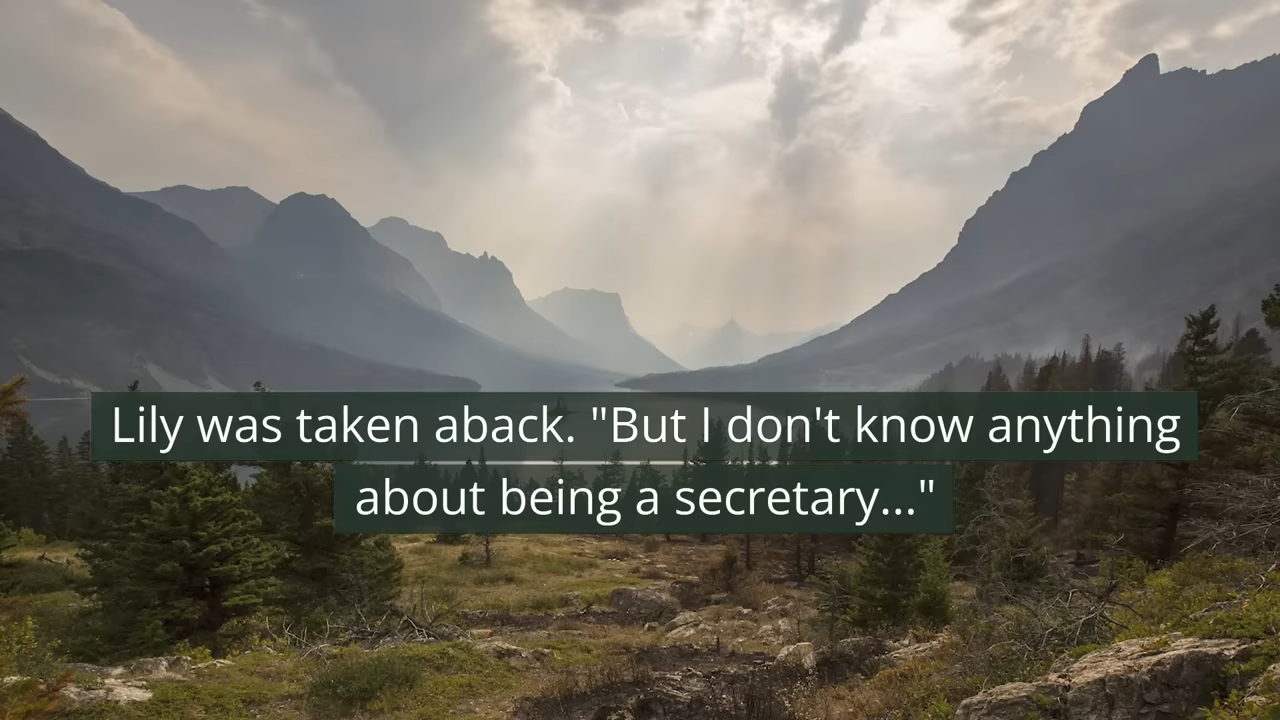 Lily was taken aback. "But I don't know anything
about being a secretary..."